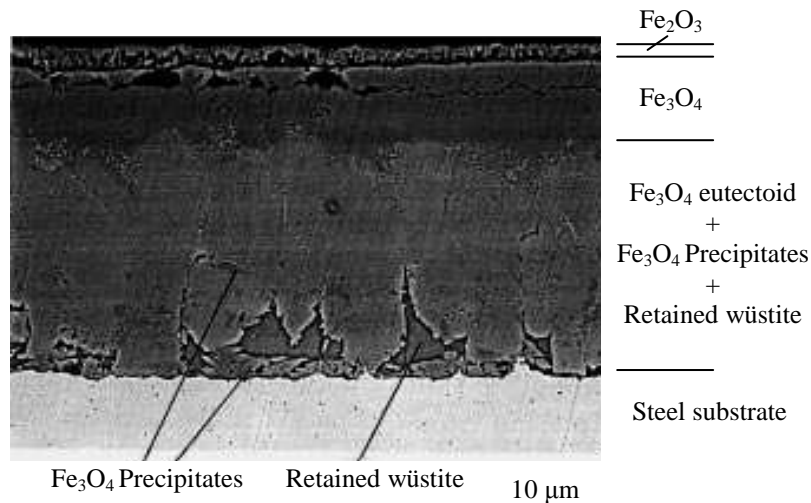 Fe₂O₃
Fe₃O₄
Fe₃O₄ eutectoid
+
Fe₃O₄ Precipitates
+
Retained wüstite
Steel substrate
Fe₃O₄ Precipitates
Retained wüstite
10 μm